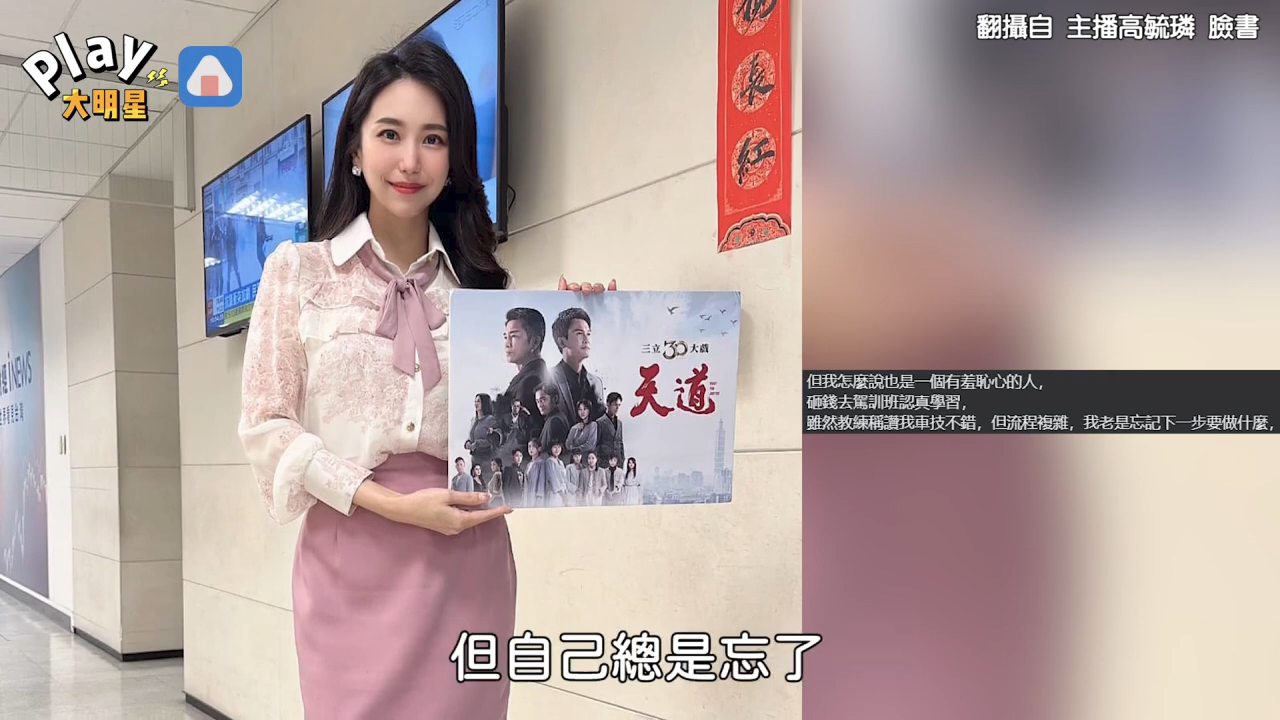 Play
大明星
翻攝自 主播高毓璘 臉書
長
紅
iNEWS
三立30大戲
天道
但我怎麼說也是一個有羞恥心的人,
砸錢去駕訓班認真學習,
雖然教練稱讚我車技不錯, 但流程複雜, 我老是忘記下一步要做什麼,
但自己總是忘了